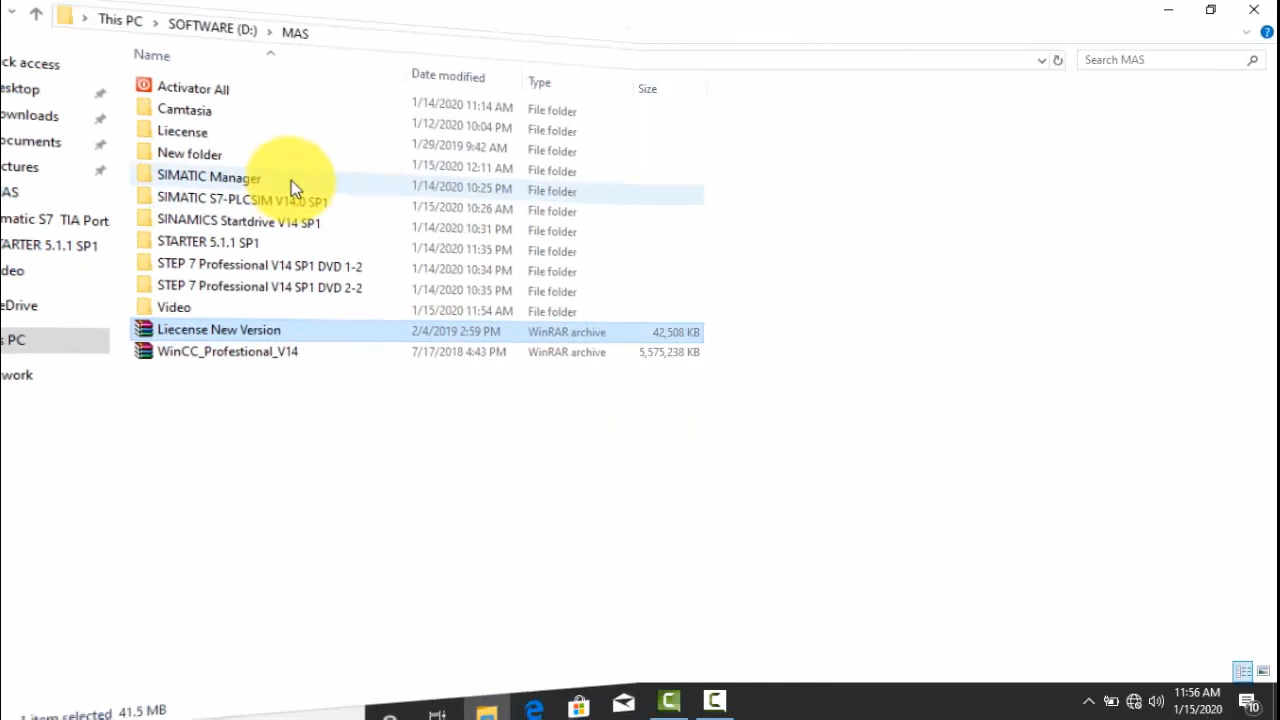 This PC > SOFTWARE (D:) > MAS
Search MAS
Name Date modified Type Size
ck access
esktop
ownloads
ocuments
ctures
AS
matic S7 TIA Port
TARTER 5.1.1 SP1
deo
eDrive
s PC
twork
Activator All 1/14/2020 11:14 AM File folder
Camtasia 1/12/2020 10:04 PM File folder
Liecense 1/29/2019 9:42 AM File folder
New folder 1/15/2020 12:11 AM File folder
SIMATIC Manager 1/14/2020 10:25 PM File folder
SIMATIC S7-PLCSIM V14.0 SP1 1/15/2020 10:26 AM File folder
SINAMICS Startdrive V14 SP1 1/14/2020 10:31 PM File folder
STARTER 5.1.1 SP1 1/14/2020 11:35 PM File folder
STEP 7 Professional V14 SP1 DVD 1-2 1/14/2020 10:34 PM File folder
STEP 7 Professional V14 SP1 DVD 2-2 1/14/2020 10:35 PM File folder
Video 1/15/2020 11:54 AM File folder
Liecense New Version 2/4/2019 2:59 PM WinRAR archive 42,508 KB
WinCC_Profestional_V14 7/17/2018 4:43 PM WinRAR archive 5,575,238 KB
1 item selected 41.5 MB
11:56 AM
1/15/2020
10